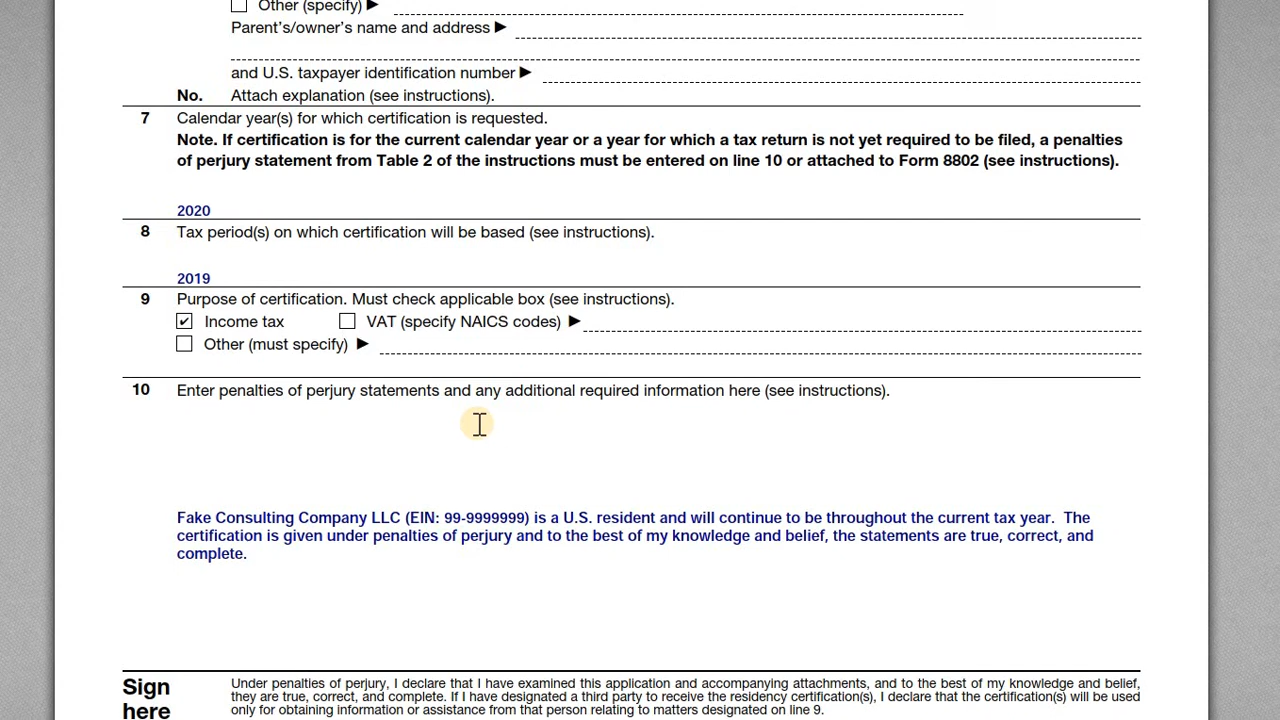 Other (specify) ▶
Parent's/owner's name and address ▶
and U.S. taxpayer identification number ▶
No. Attach explanation (see instructions).
7 Calendar year(s) for which certification is requested.
Note. If certification is for the current calendar year or a year for which a tax return is not yet required to be filed, a penalties
of perjury statement from Table 2 of the instructions must be entered on line 10 or attached to Form 8802 (see instructions).
2020
8 Tax period(s) on which certification will be based (see instructions).
2019
9 Purpose of certification. Must check applicable box (see instructions).
✔ Income tax VAT (specify NAICS codes) ▶
Other (must specify) ▶
10 Enter penalties of perjury statements and any additional required information here (see instructions).
Fake Consulting Company LLC (EIN: 99-9999999) is a U.S. resident and will continue to be throughout the current tax year. The
certification is given under penalties of perjury and to the best of my knowledge and belief, the statements are true, correct, and
complete.
Sign
here
Under penalties of perjury, I declare that I have examined this application and accompanying attachments, and to the best of my knowledge and belief,
they are true, correct, and complete. If I have designated a third party to receive the residency certification(s), I declare that the certification(s) will be used
only for obtaining information or assistance from that person relating to matters designated on line 9.